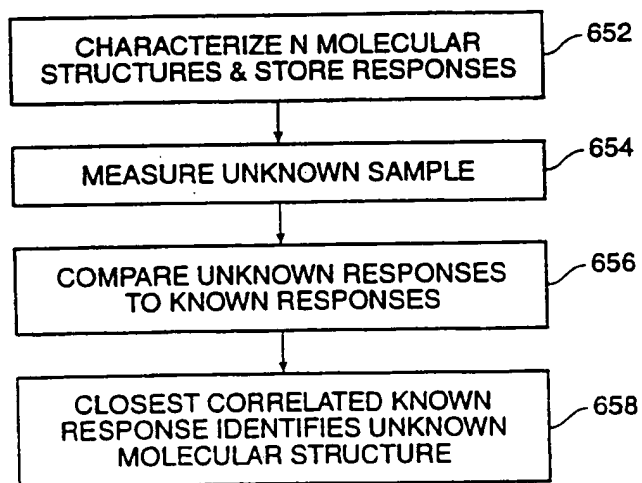 CHARACTERIZE N MOLECULAR
STRUCTURES & STORE RESPONSES
652
MEASURE UNKNOWN SAMPLE
654
COMPARE UNKNOWN RESPONSES
TO KNOWN RESPONSES
656
CLOSEST CORRELATED KNOWN
RESPONSE IDENTIFIES UNKNOWN
MOLECULAR STRUCTURE
658